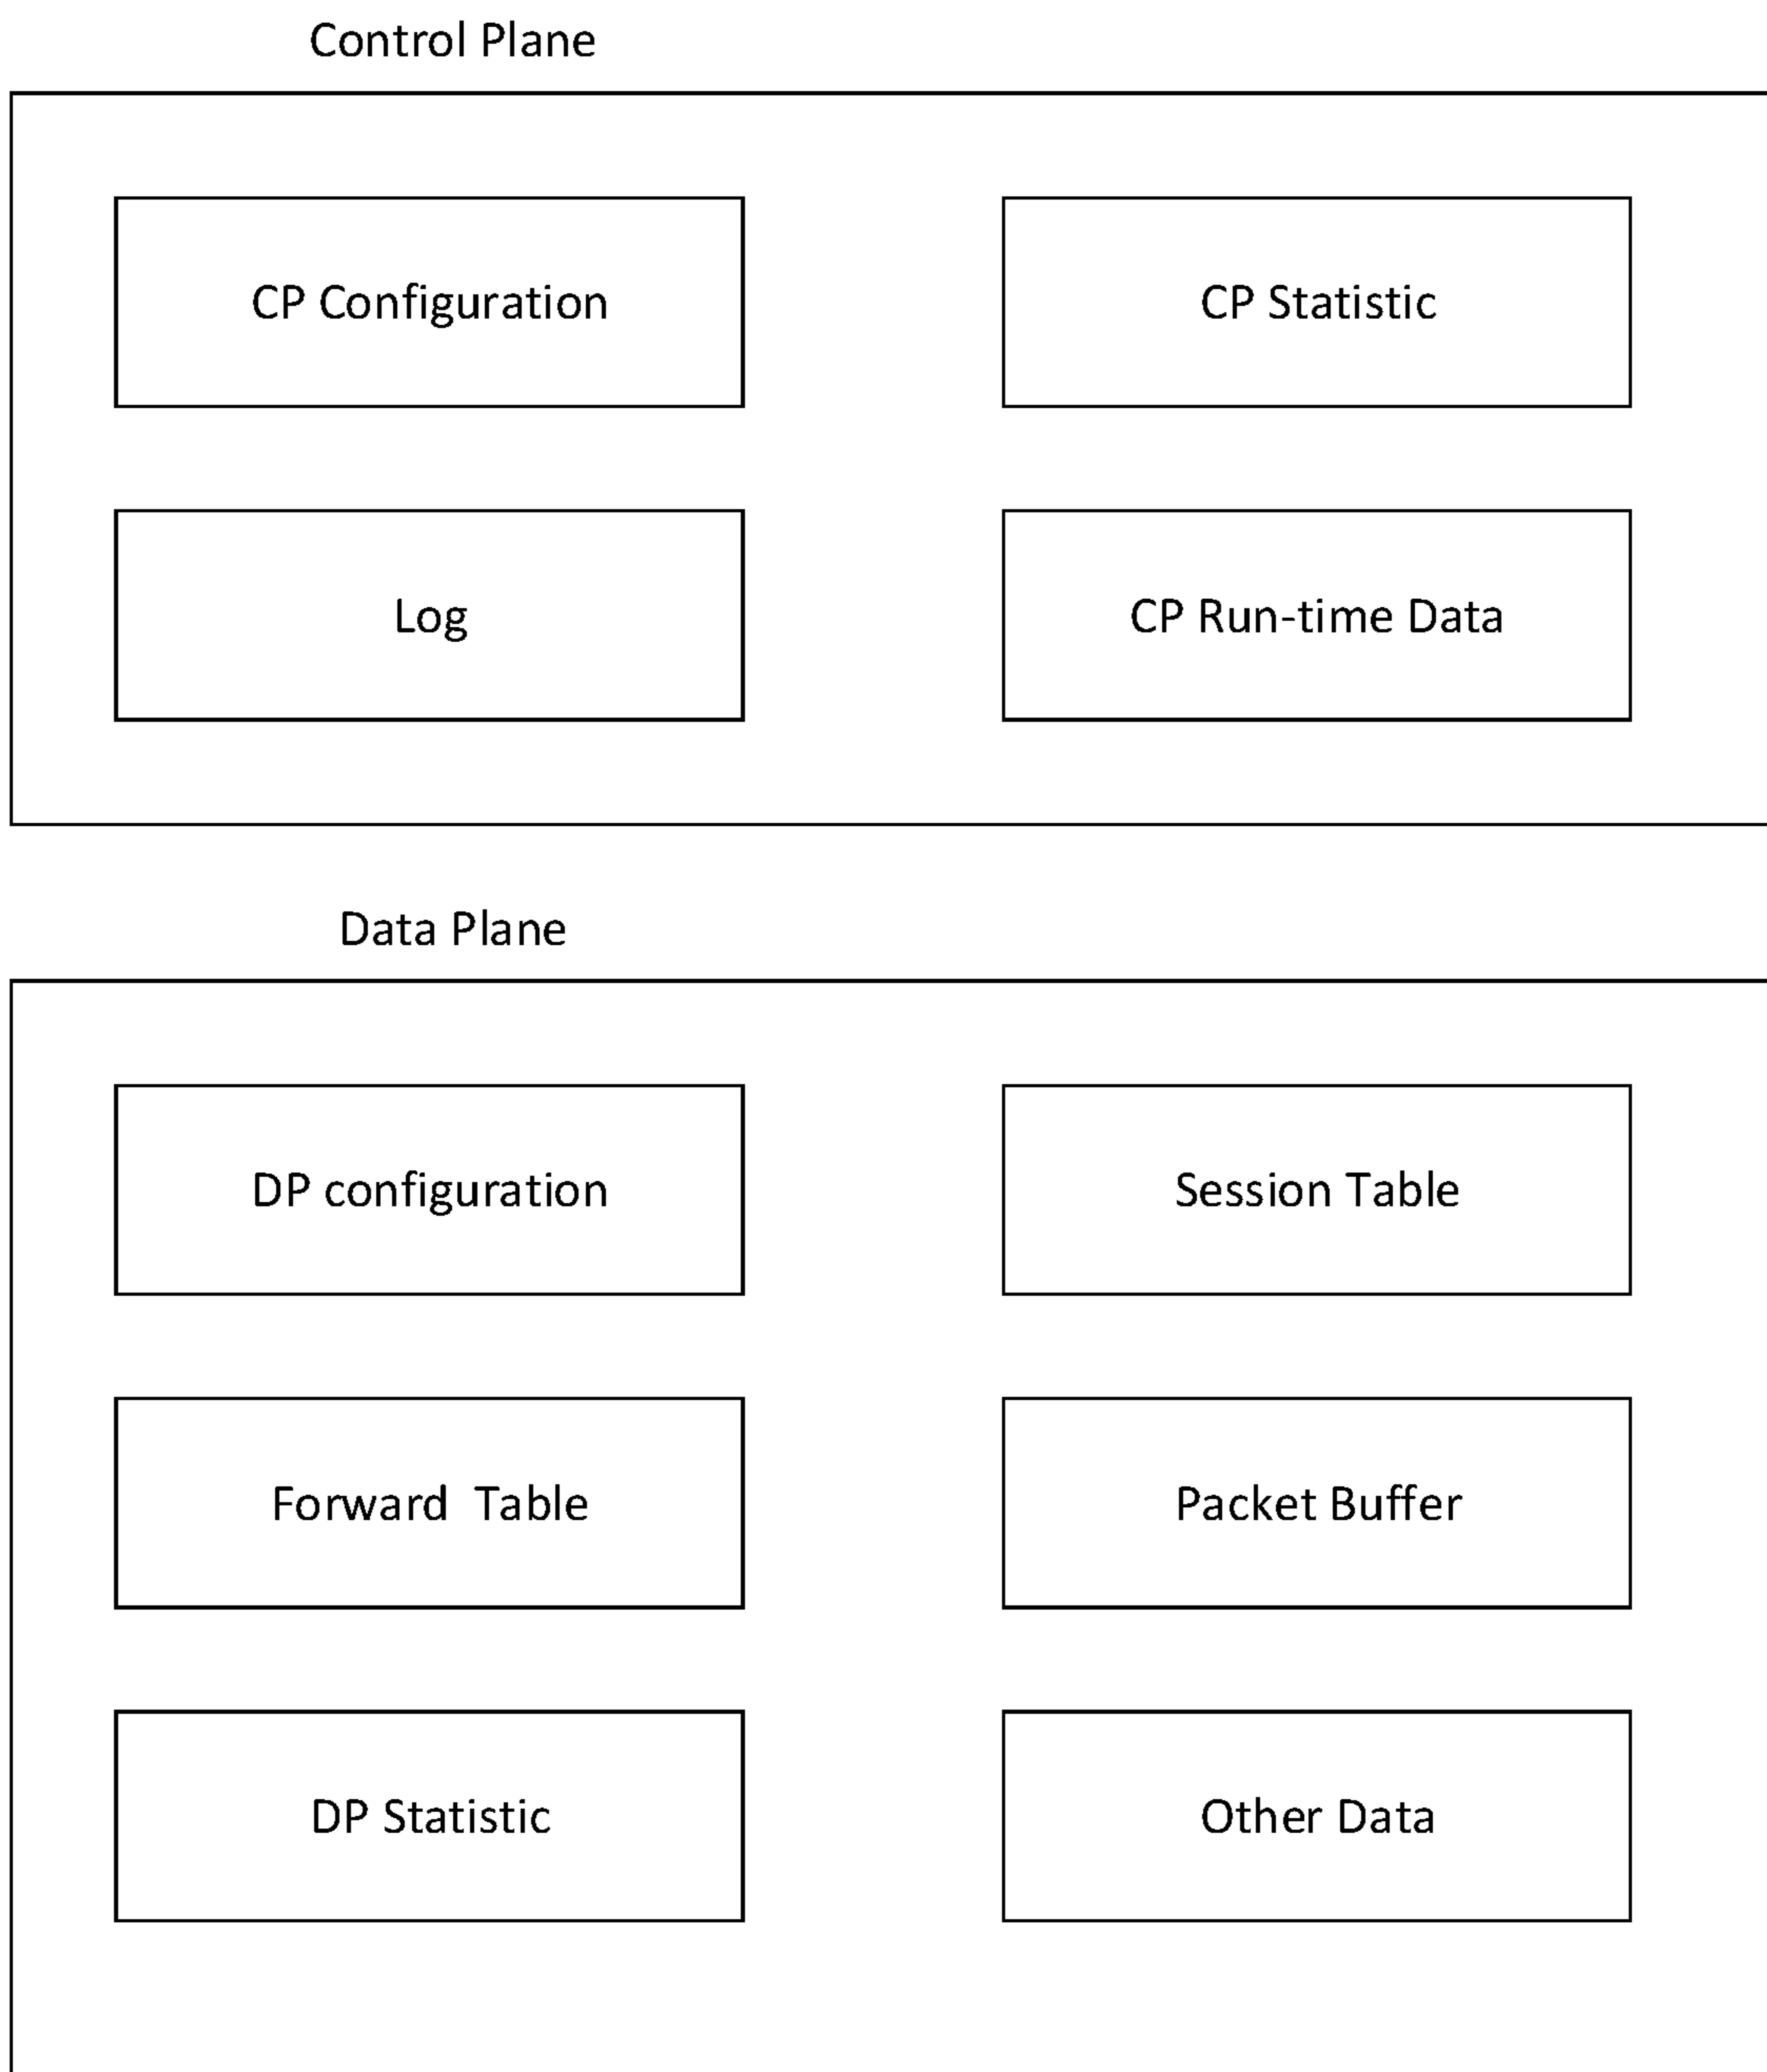 Control Plane
CP Configuration
CP Statistic
Log
CP Run-time Data
Data Plane
DP configuration
Session Table
Forward  Table
Packet Buffer
DP Statistic
Other Data